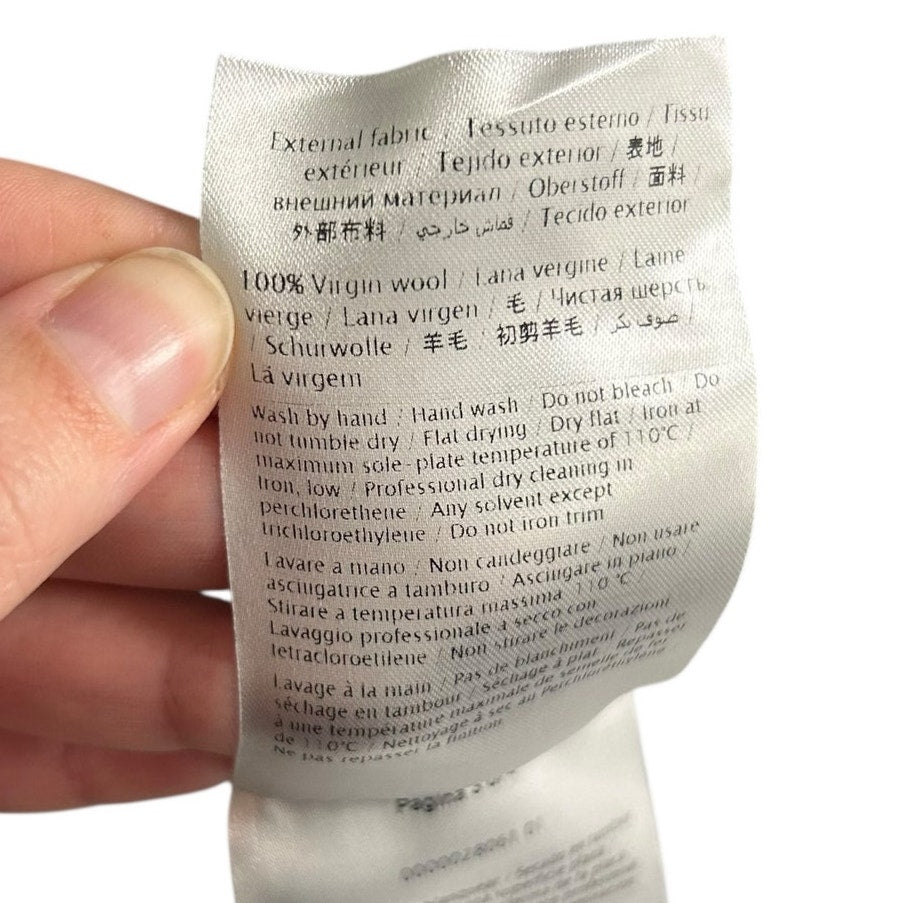 External fabric / Tessuto esterno / Tissu
extérieur / Tejido exterior / 表地 /
внешний материал / Oberstoff / 面料 /
外部布料 / قماش خارجي / Tecido exterior
100% Virgin wool / Lana vergine / Laine
vierge / Lana virgen / 毛 / Чистая шерсть
/ Schurwolle / 羊毛 / 初剪羊毛 / صوف بكر /
Lá virgem
Wash by hand / Hand wash / Do not bleach / Do
not tumble dry / Flat drying / Dry flat / Iron at
maximum sole-plate temperature of 110°C /
Iron, low / Professional dry cleaning in
perchlorethene / Any solvent except
trichloroethylene / Do not iron trim
Lavare a mano / Non candeggiare / Non usare
asciugatrice a tamburo / Asciugare in piano /
Stirare a temperatura massima 110°C /
Lavaggio professionale a secco con
tetracloroetilene / Non stirare le decorazioni
Lavage à la main / Pas de blanchiment / Pas de
séchage en tambour / Séchage à plat / Repasser
à une température maximale de semelle de fer
de 110°C / Nettoyage à sec au Perchloréthylène
Ne pas repasser la finition
Pagina